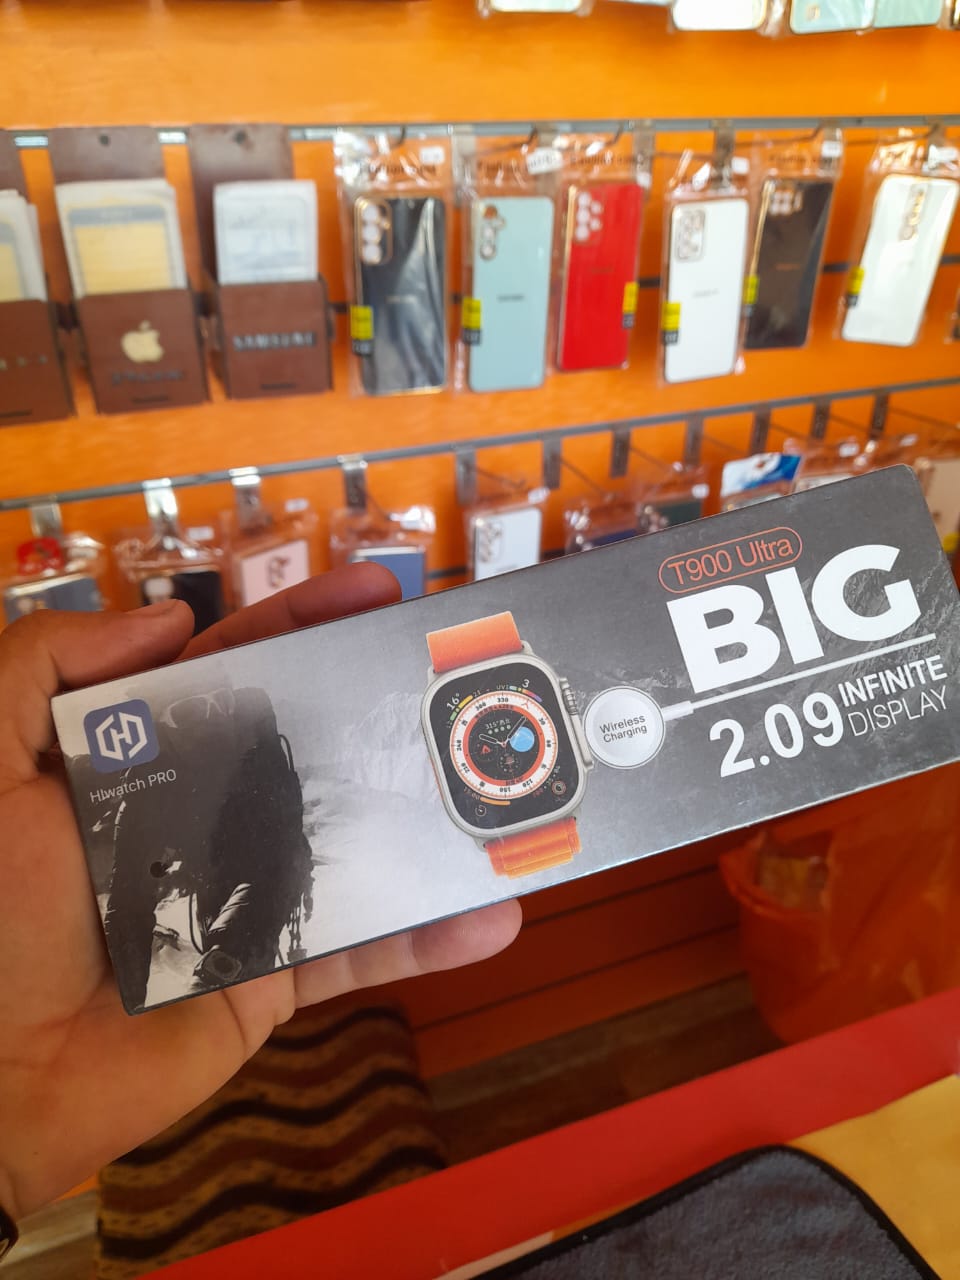 SAMSUNG
T900 Ultra
BIG
2.09
INFINITE
DISPLAY
Wireless
Charging
HiWatch PRO